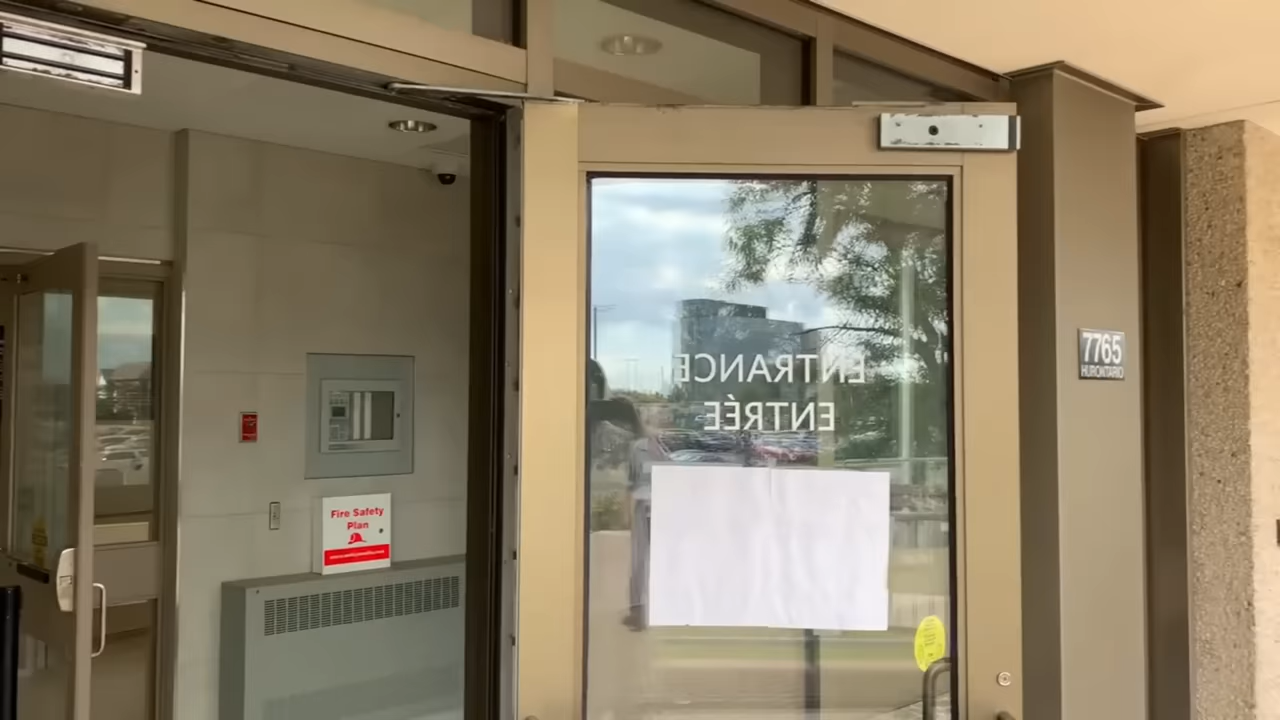 ENTRANCE
ENTRÉE
7765
HURONTARIO
Fire Safety
Plan